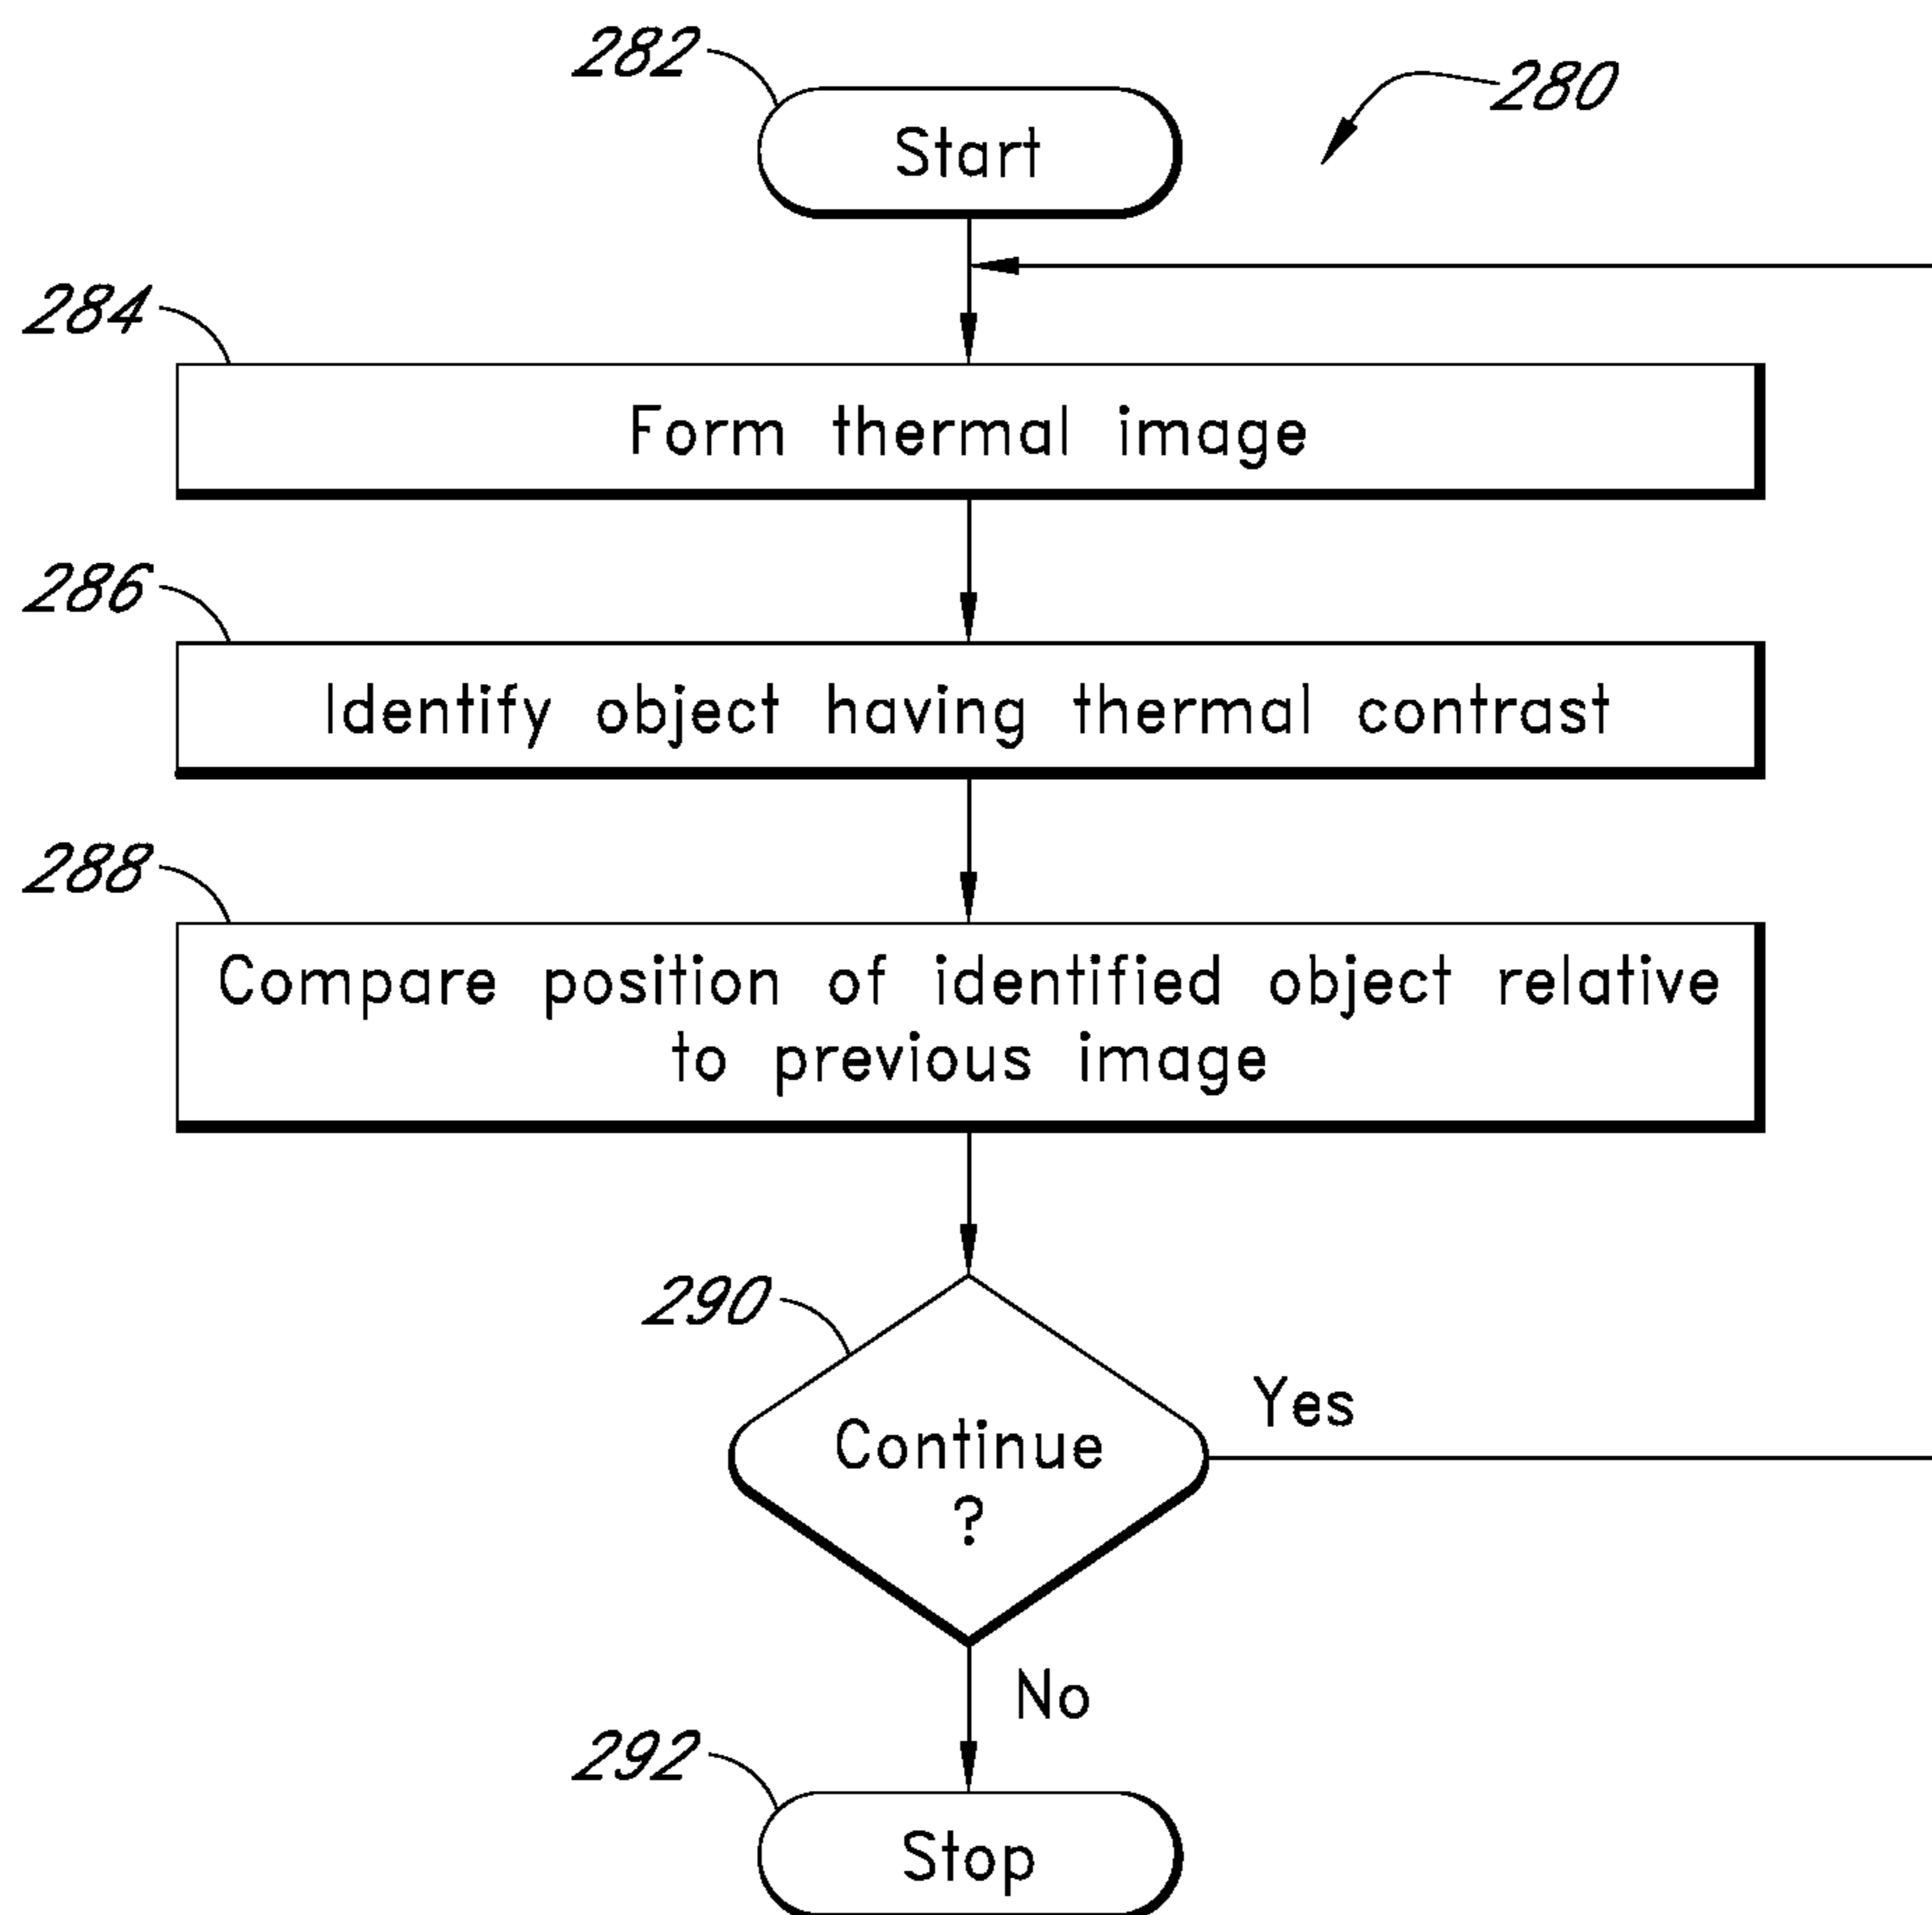 282
280
Start
284
Form thermal image
286
Identify object having thermal contrast
288
Compare position of identified object relative
to previous image
290
Yes
Continue
?
No
292
Stop